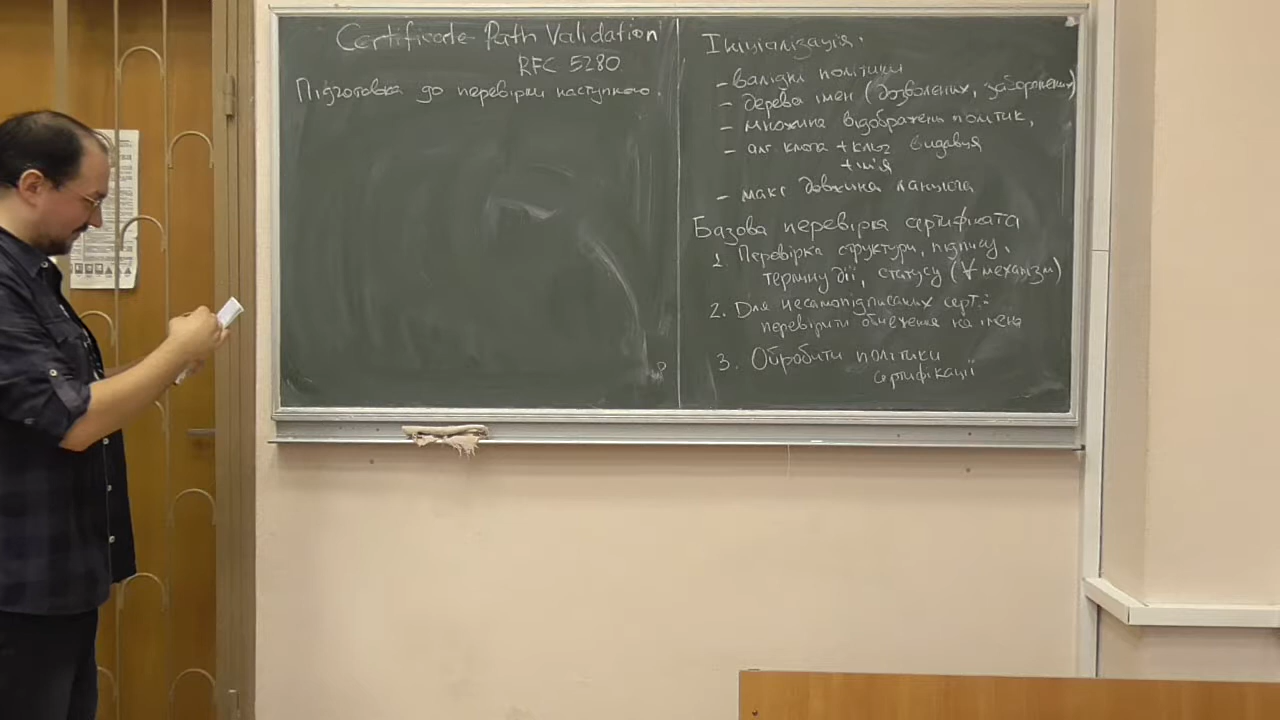 Certificate Path Validation
RFC 5280
Підготовка до перевірки наступного.
Ініціалізація.
- валідні політики
- дерева імен (дозволених, заборонених)
- множина відображень політик,
- алг ключа + ключ видавця
+ ім'я
- макс довжина ланцюга
Базова перевірка сертифіката
1 Перевірка структури, підпису,
терміну дії, статусу (∀ механізм)
2. Для несамопідписаних серт.:
перевірити обмеження на імена
3. Обробити політики
сертифікації